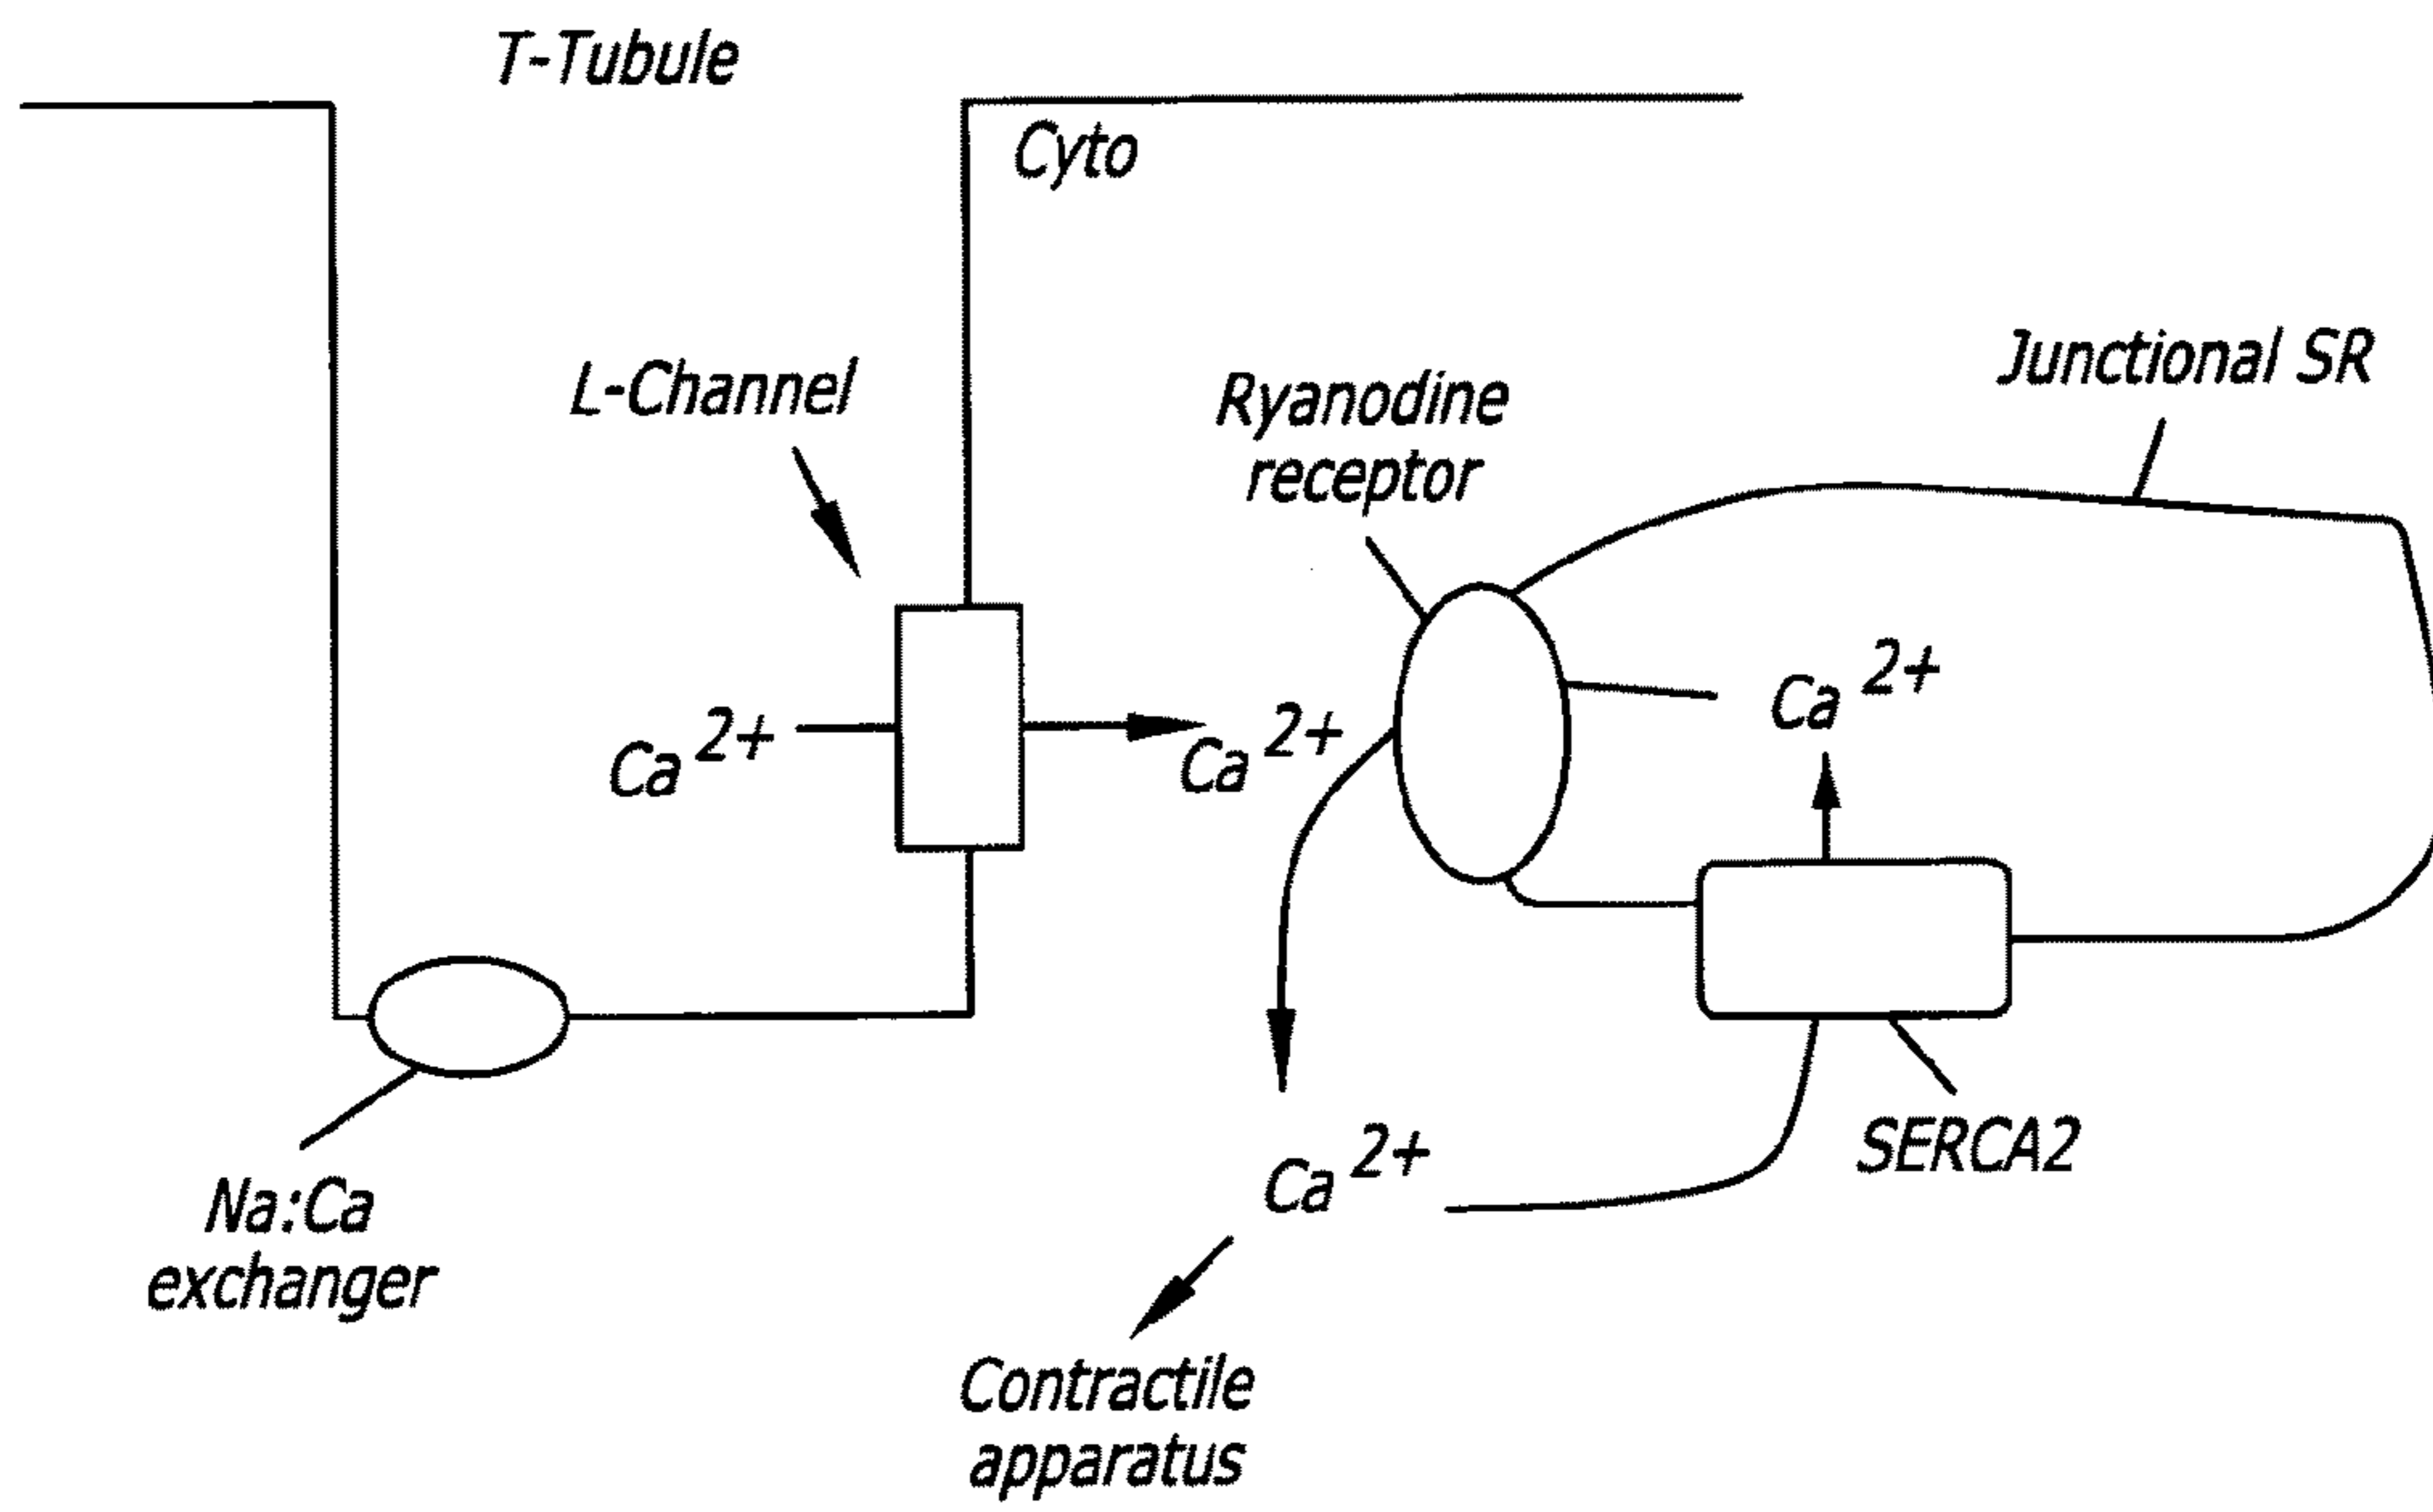 T-Tubule
Cyto
L-Channel
Ryanodine
receptor
Junctional SR
Ca 2+
Ca 2+
Ca 2+
Ca 2+
SERCA2
Na:Ca
exchanger
Contractile
apparatus